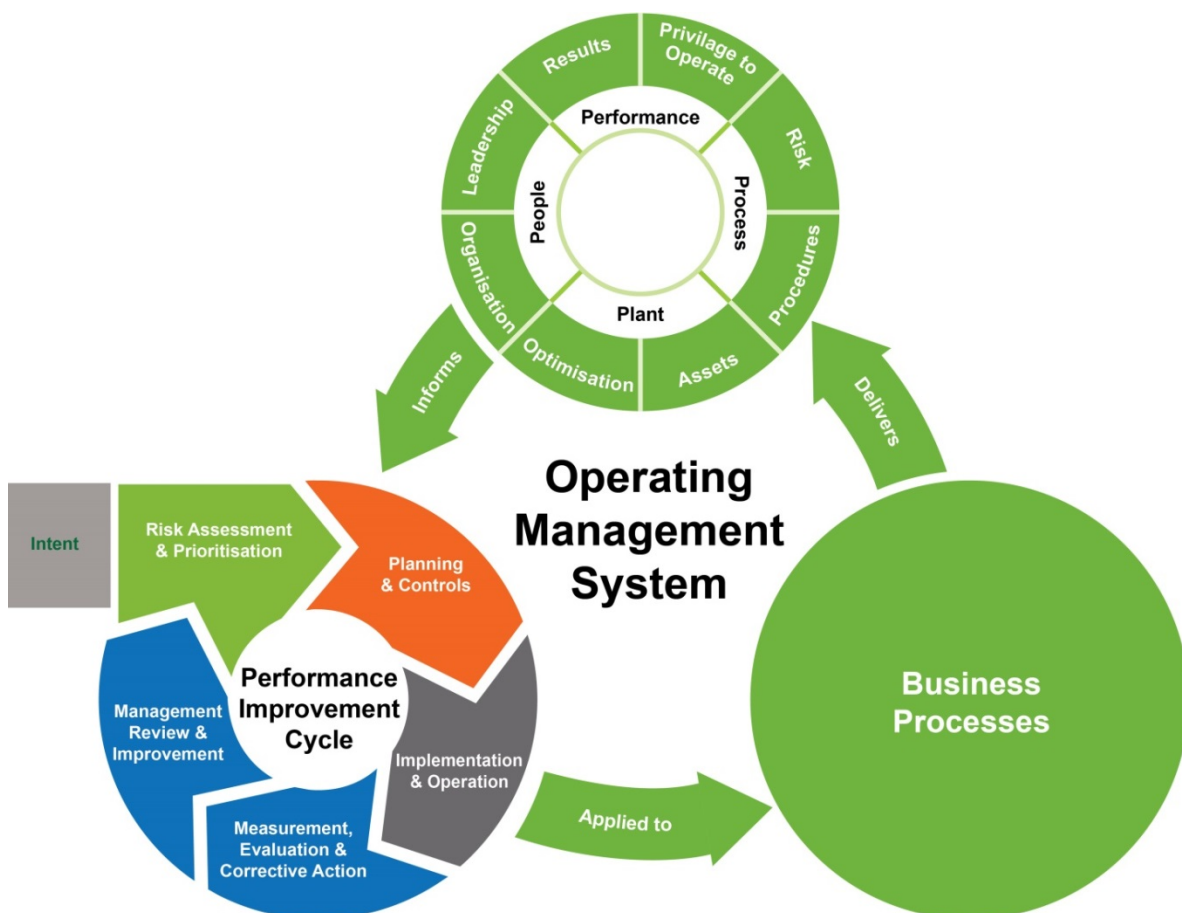 Results
Privilage to
Operate
Leadership
Risk
Performance
People
Process
Organisation
Procedures
Plant
Optimisation
Assets
Informs
Delivers
Operating
Management
System
Intent
Risk Assessment
& Prioritisation
Planning
& Controls
Performance
Improvement
Cycle
Management
Review &
Improvement
Implementation
& Operation
Measurement,
Evaluation &
Corrective Action
Applied to
Business
Processes